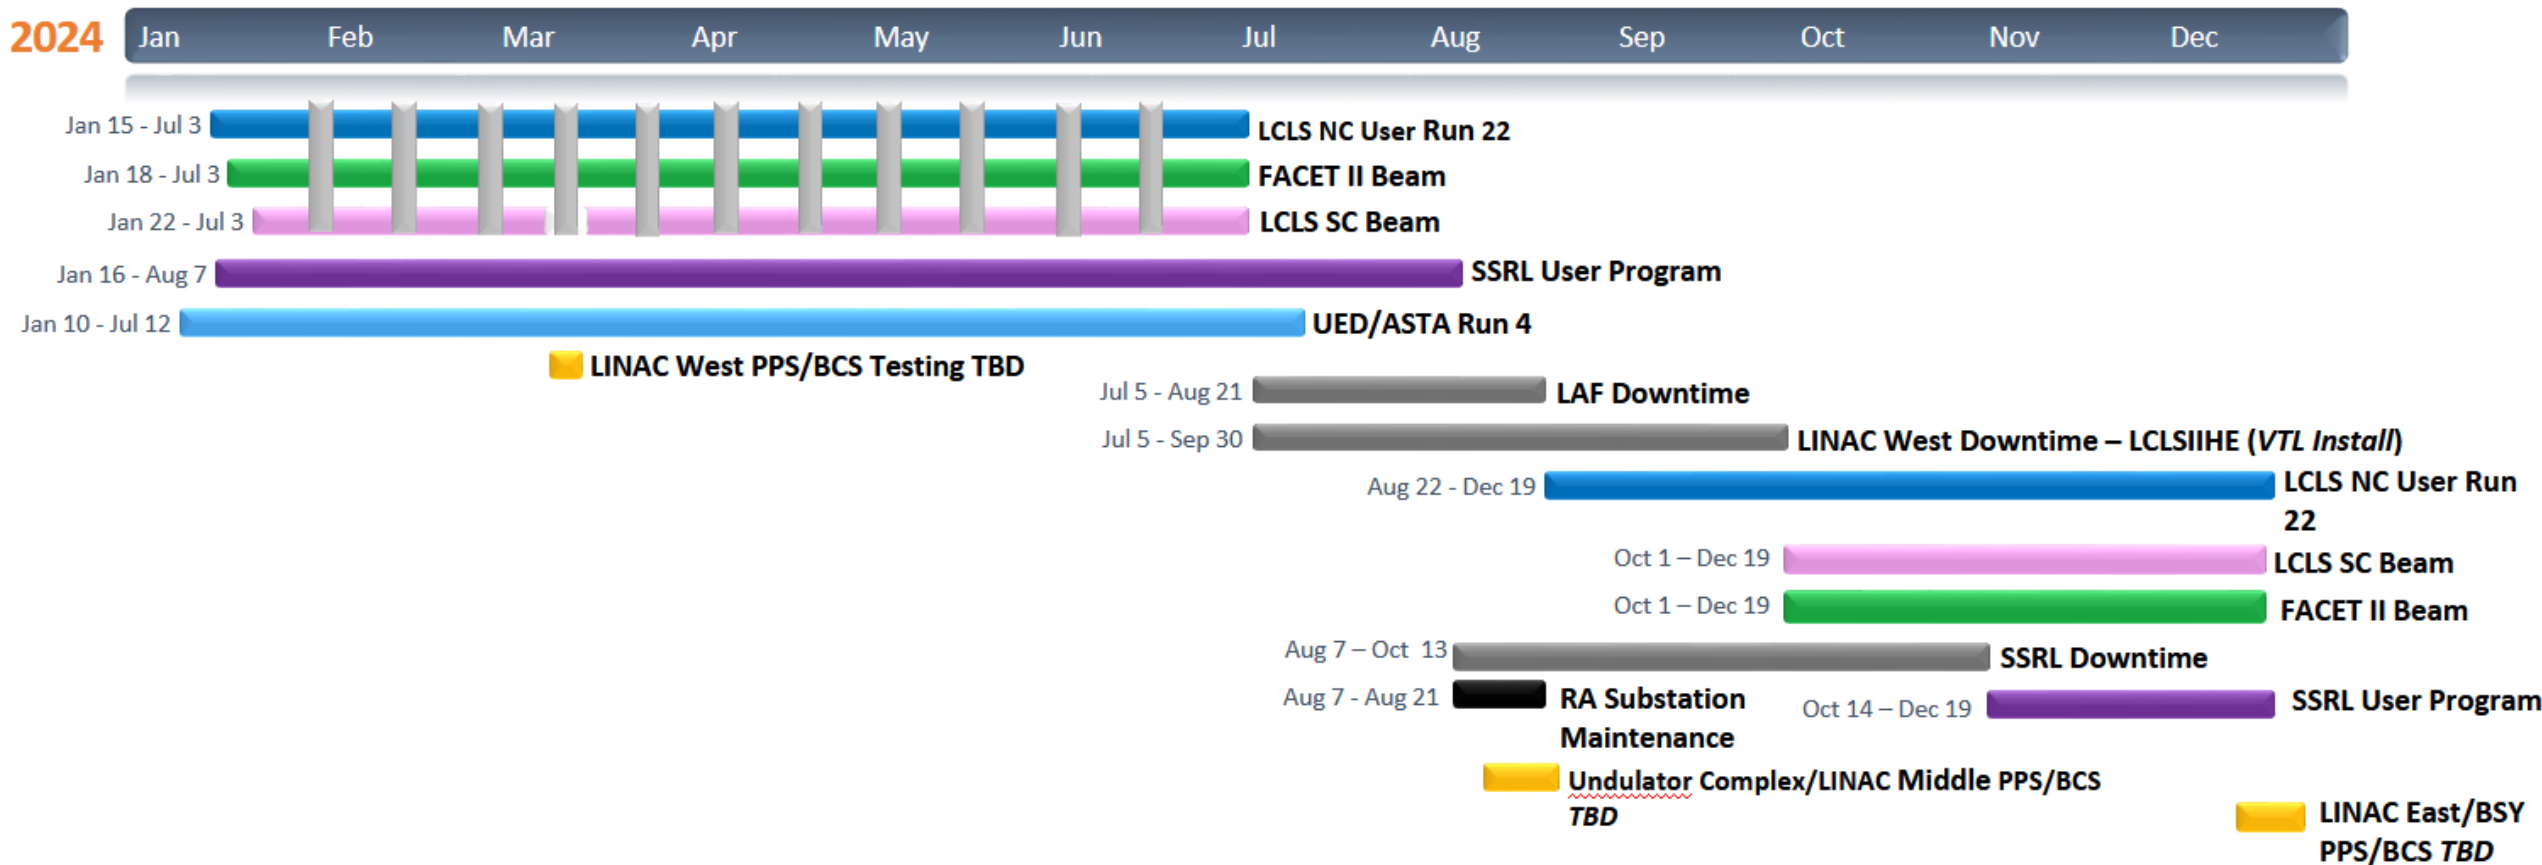 2024
Jan Feb Mar Apr May Jun Jul Aug Sep Oct Nov Dec
Jan 15 - Jul 3 LCLS NC User Run 22
Jan 18 - Jul 3 FACET II Beam
Jan 22 - Jul 3 LCLS SC Beam
Jan 16 - Aug 7 SSRL User Program
Jan 10 - Jul 12 UED/ASTA Run 4
LINAC West PPS/BCS Testing TBD
Jul 5 - Aug 21 LAF Downtime
Jul 5 - Sep 30 LINAC West Downtime – LCLSIIHE (VTL Install)
Aug 22 - Dec 19 LCLS NC User Run
22
Oct 1 – Dec 19 LCLS SC Beam
Oct 1 – Dec 19 FACET II Beam
Aug 7 – Oct 13 SSRL Downtime
Aug 7 - Aug 21 RA Substation
Maintenance
Oct 14 – Dec 19 SSRL User Program
Undulator Complex/LINAC Middle PPS/BCS
TBD
LINAC East/BSY
PPS/BCS TBD